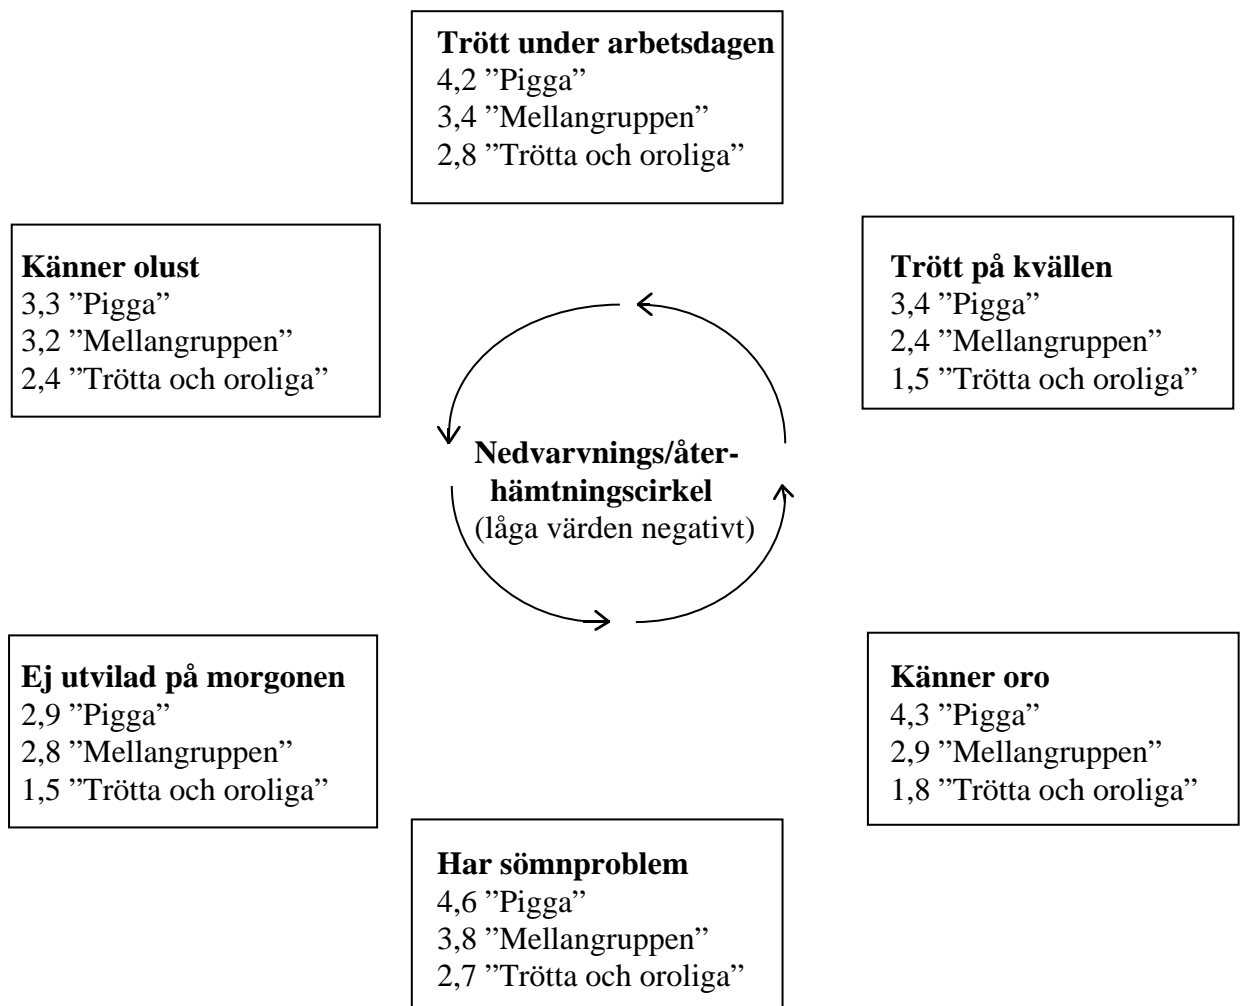 Trött under arbetsdagen
4,2 ”Pigga”
3,4 ”Mellangruppen”
2,8 ”Trötta och oroliga”
Känner olust
3,3 ”Pigga”
3,2 ”Mellangruppen”
2,4 ”Trötta och oroliga”
Trött på kvällen
3,4 ”Pigga”
2,4 ”Mellangruppen”
1,5 ”Trötta och oroliga”
Nedvarvnings/åter-
hämtningscirkel
(låga värden negativt)
Ej utvilad på morgonen
2,9 ”Pigga”
2,8 ”Mellangruppen”
1,5 ”Trötta och oroliga”
Känner oro
4,3 ”Pigga”
2,9 ”Mellangruppen”
1,8 ”Trötta och oroliga”
Har sömnproblem
4,6 ”Pigga”
3,8 ”Mellangruppen”
2,7 ”Trötta och oroliga”